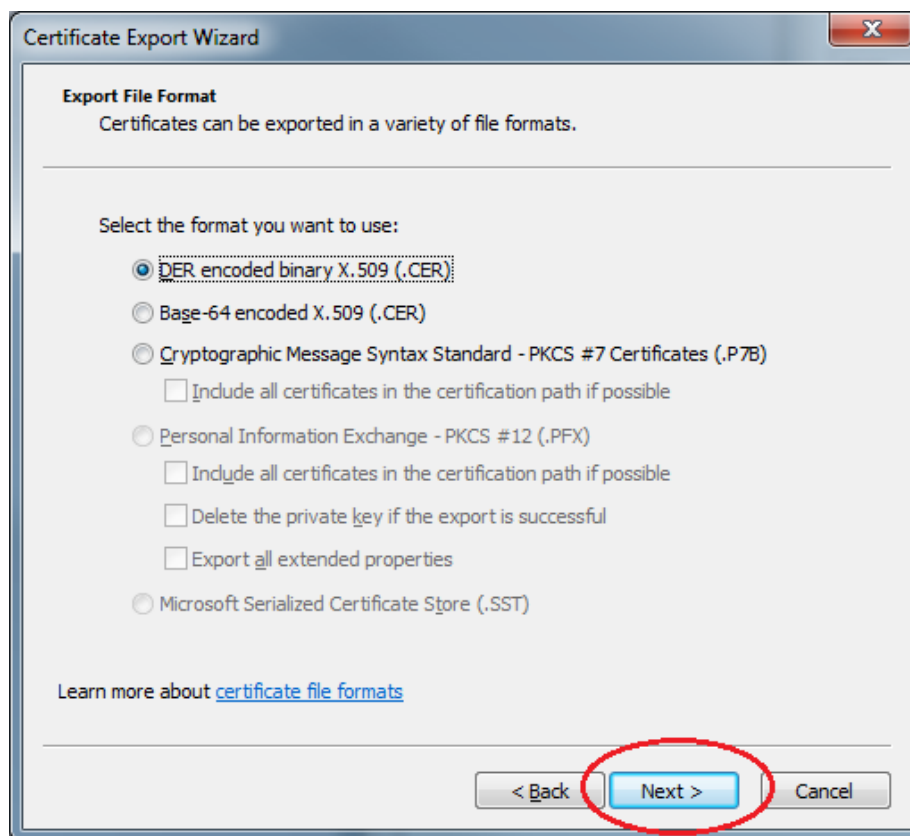 Certificate Export Wizard
Export File Format
Certificates can be exported in a variety of file formats.
Select the format you want to use:
DER encoded binary X.509 (.CER)
Base-64 encoded X.509 (.CER)
Cryptographic Message Syntax Standard - PKCS #7 Certificates (.P7B)
Include all certificates in the certification path if possible
Personal Information Exchange - PKCS #12 (.PFX)
Include all certificates in the certification path if possible
Delete the private key if the export is successful
Export all extended properties
Microsoft Serialized Certificate Store (.SST)
Learn more about certificate file formats
< Back Next > Cancel